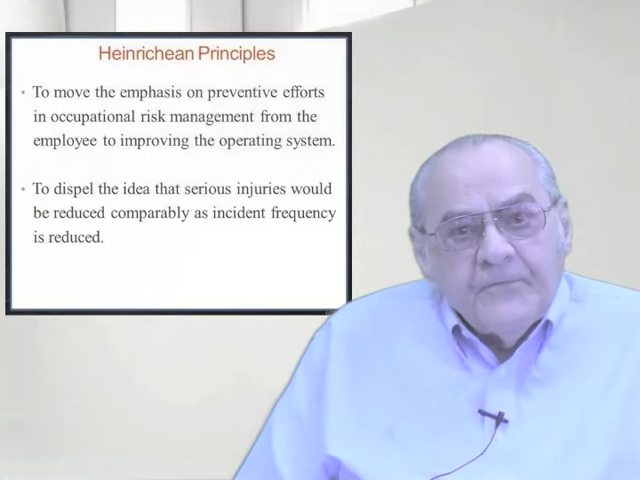 Heinrichean Principles
• To move the emphasis on preventive efforts
in occupational risk management from the
employee to improving the operating system.
• To dispel the idea that serious injuries would
be reduced comparably as incident frequency
is reduced.